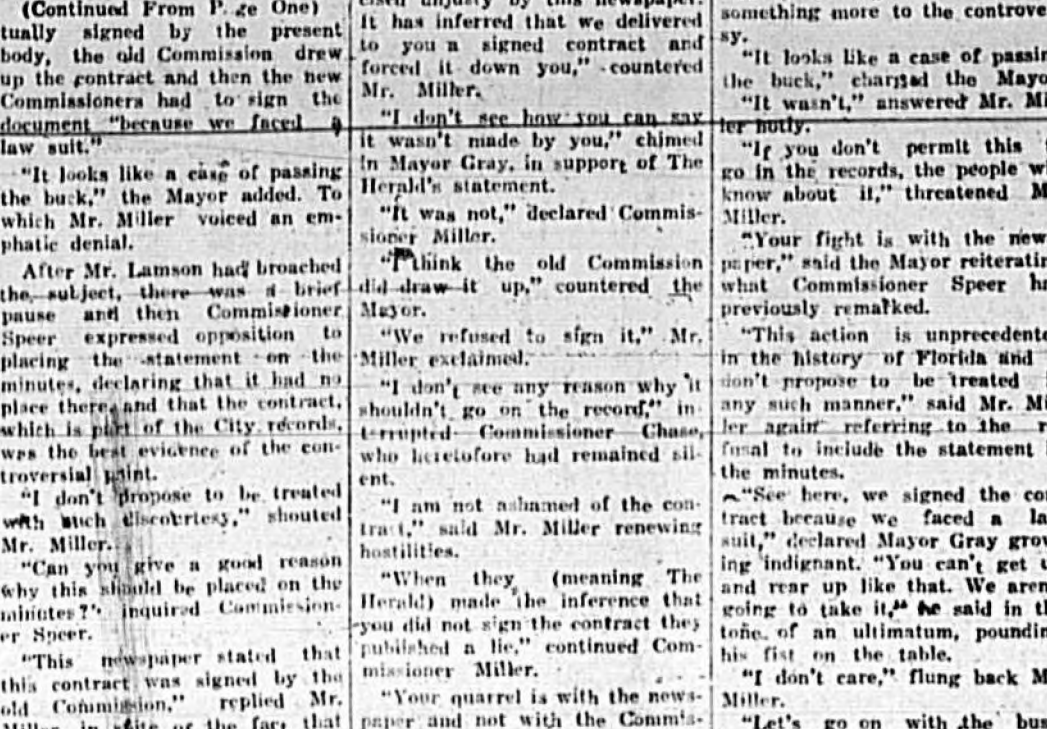 (Continued From P. ge One)
tually signed by the present
body, the old Commission drew
up the contract and then the new
Commissioners had to sign the
document "because we faced a
law suit."
"It looks like a case of passing
the buck," the Mayor added. To
which Mr. Miller voiced an em-
phatic denial.
After Mr. Lamson had broached
the subject, there was a brief
pause and then Commissioner
Speer expressed opposition to
placing the statement on the
minutes, declaring that it had no
place there, and that the contract,
which is part of the City records,
was the best evidence of the con-
troversial point.
"I don't propose to be treated
with such discourtesy," shouted
Mr. Miller.
"Can you give a good reason
why this should be placed on the
minutes?" inquired Commission-
er Speer.
"This newspaper stated that
this contract was signed by the
old Commission," replied Mr.
Miller, in spite of the fact that
unjustly by this newspaper.
It has inferred that we delivered
to you a signed contract and
forced it down you," countered
Mr. Miller.
"I don't see how you can say
it wasn't made by you," chimed
in Mayor Gray, in support of The
Herald's statement.
"It was not," declared Commis-
sioner Miller.
"I think the old Commission
did draw it up," countered the
Mayor.
"We refused to sign it," Mr.
Miller exclaimed.
"I don't see any reason why it
shouldn't go on the record," in-
terrupted Commissioner Chase,
who heretofore had remained sil-
ent.
"I am not ashamed of the con-
tract," said Mr. Miller renewing
hostilities.
"When they (meaning The
Herald) made the inference that
you did not sign the contract they
published a lie," continued Com-
missioner Miller.
"Your quarrel is with the news-
paper and not with the Commis-
something more to the controve
sy.
"It looks like a case of passin
the buck," charged the Mayo
"It wasn't," answered Mr. Mi
ler hotly.
"If you don't permit this
go in the records, the people w
know about it," threatened M
Miller.
"Your fight is with the new
paper," said the Mayor reiteratin
what Commissioner Speer ha
previously remarked.
"This action is unprecedente
in the history of Florida and
don't propose to be treated
any such manner," said Mr. Mi
ler again referring to the r
fusal to include the statement
the minutes.
"See here, we signed the con
tract because we faced a la
suit," declared Mayor Gray grow
ing indignant. "You can't get u
and rear up like that. We aren
going to take it," he said in th
tone of an ultimatum, poundin
his fist on the table.
"I don't care," flung back M
Miller.
"Let's go on with the bus